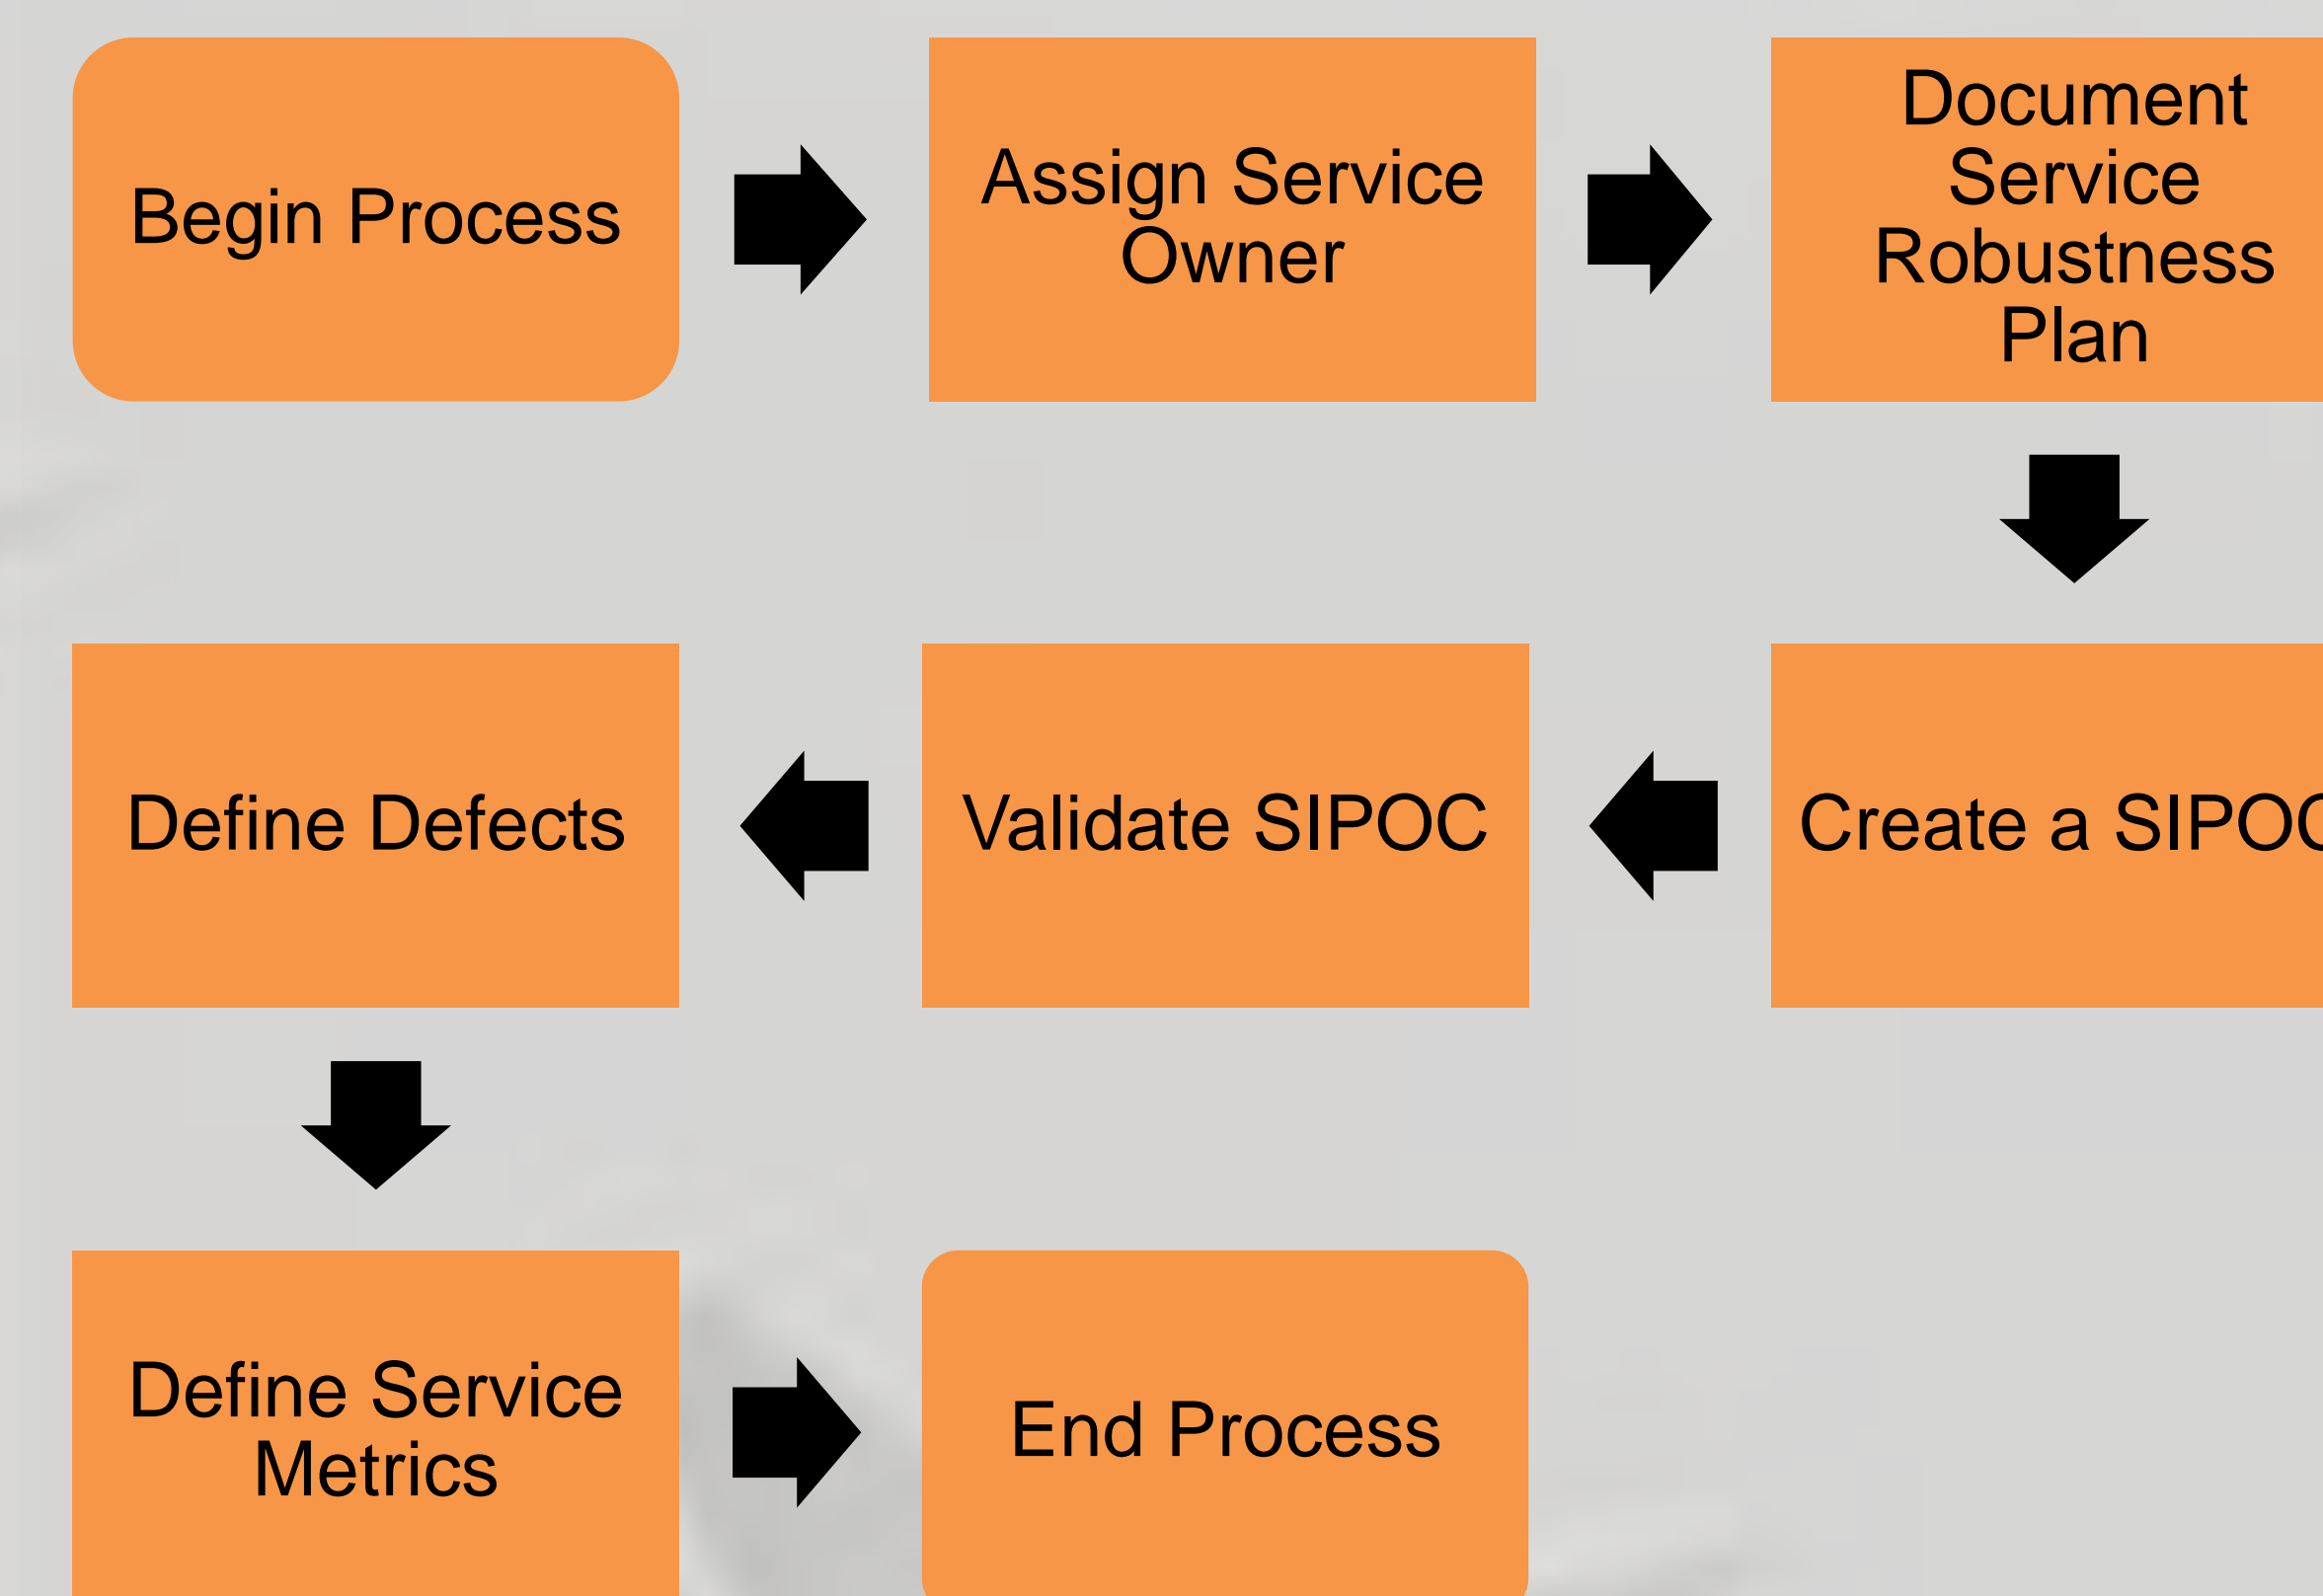 Begin Process
Assign Service
Owner
Document
Service
Robustness
Plan
Create a SIPOC
Validate SIPOC
Define Defects
Define Service
Metrics
End Process